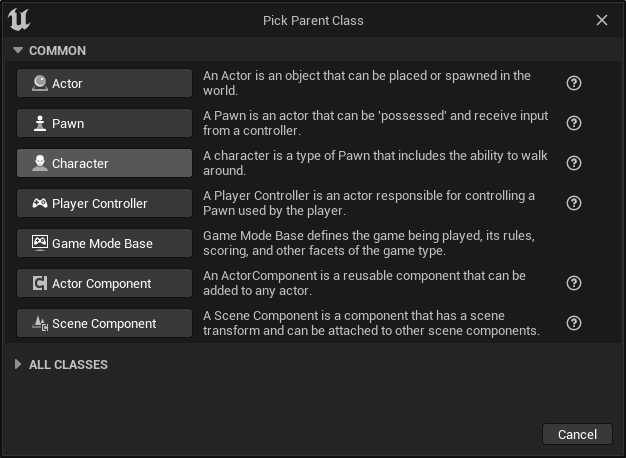 Pick Parent Class
COMMON
Actor
An Actor is an object that can be placed or spawned in the
world.
Pawn
A Pawn is an actor that can be 'possessed' and receive input
from a controller.
Character
A character is a type of Pawn that includes the ability to walk
around.
Player Controller
A Player Controller is an actor responsible for controlling a
Pawn used by the player.
Game Mode Base
Game Mode Base defines the game being played, its rules,
scoring, and other facets of the game type.
Actor Component
An ActorComponent is a reusable component that can be
added to any actor.
Scene Component
A Scene Component is a component that has a scene
transform and can be attached to other scene components.
ALL CLASSES
Cancel